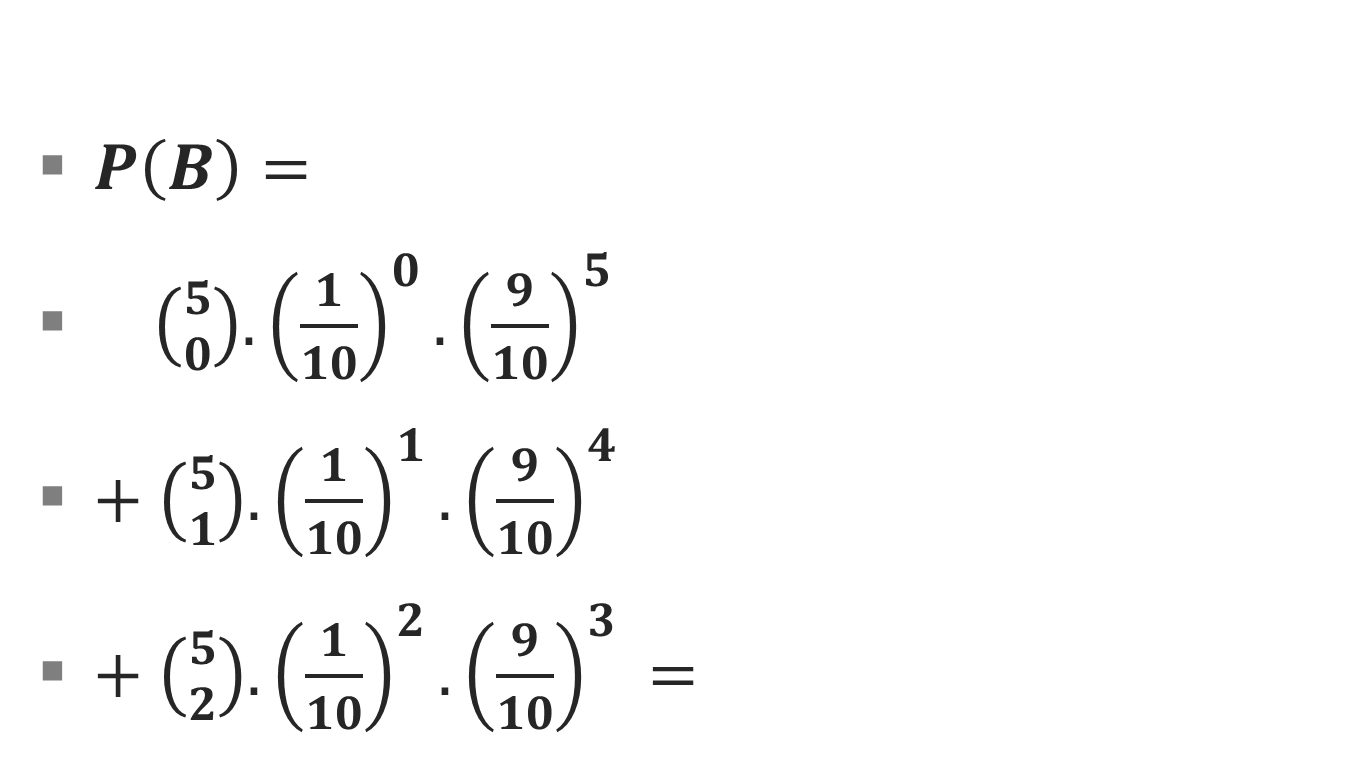 ▪ P(B) =
▪ (5 0) . (1/10)^0 . (9/10)^5
▪ + (5 1) . (1/10)^1 . (9/10)^4
▪ + (5 2) . (1/10)^2 . (9/10)^3 =